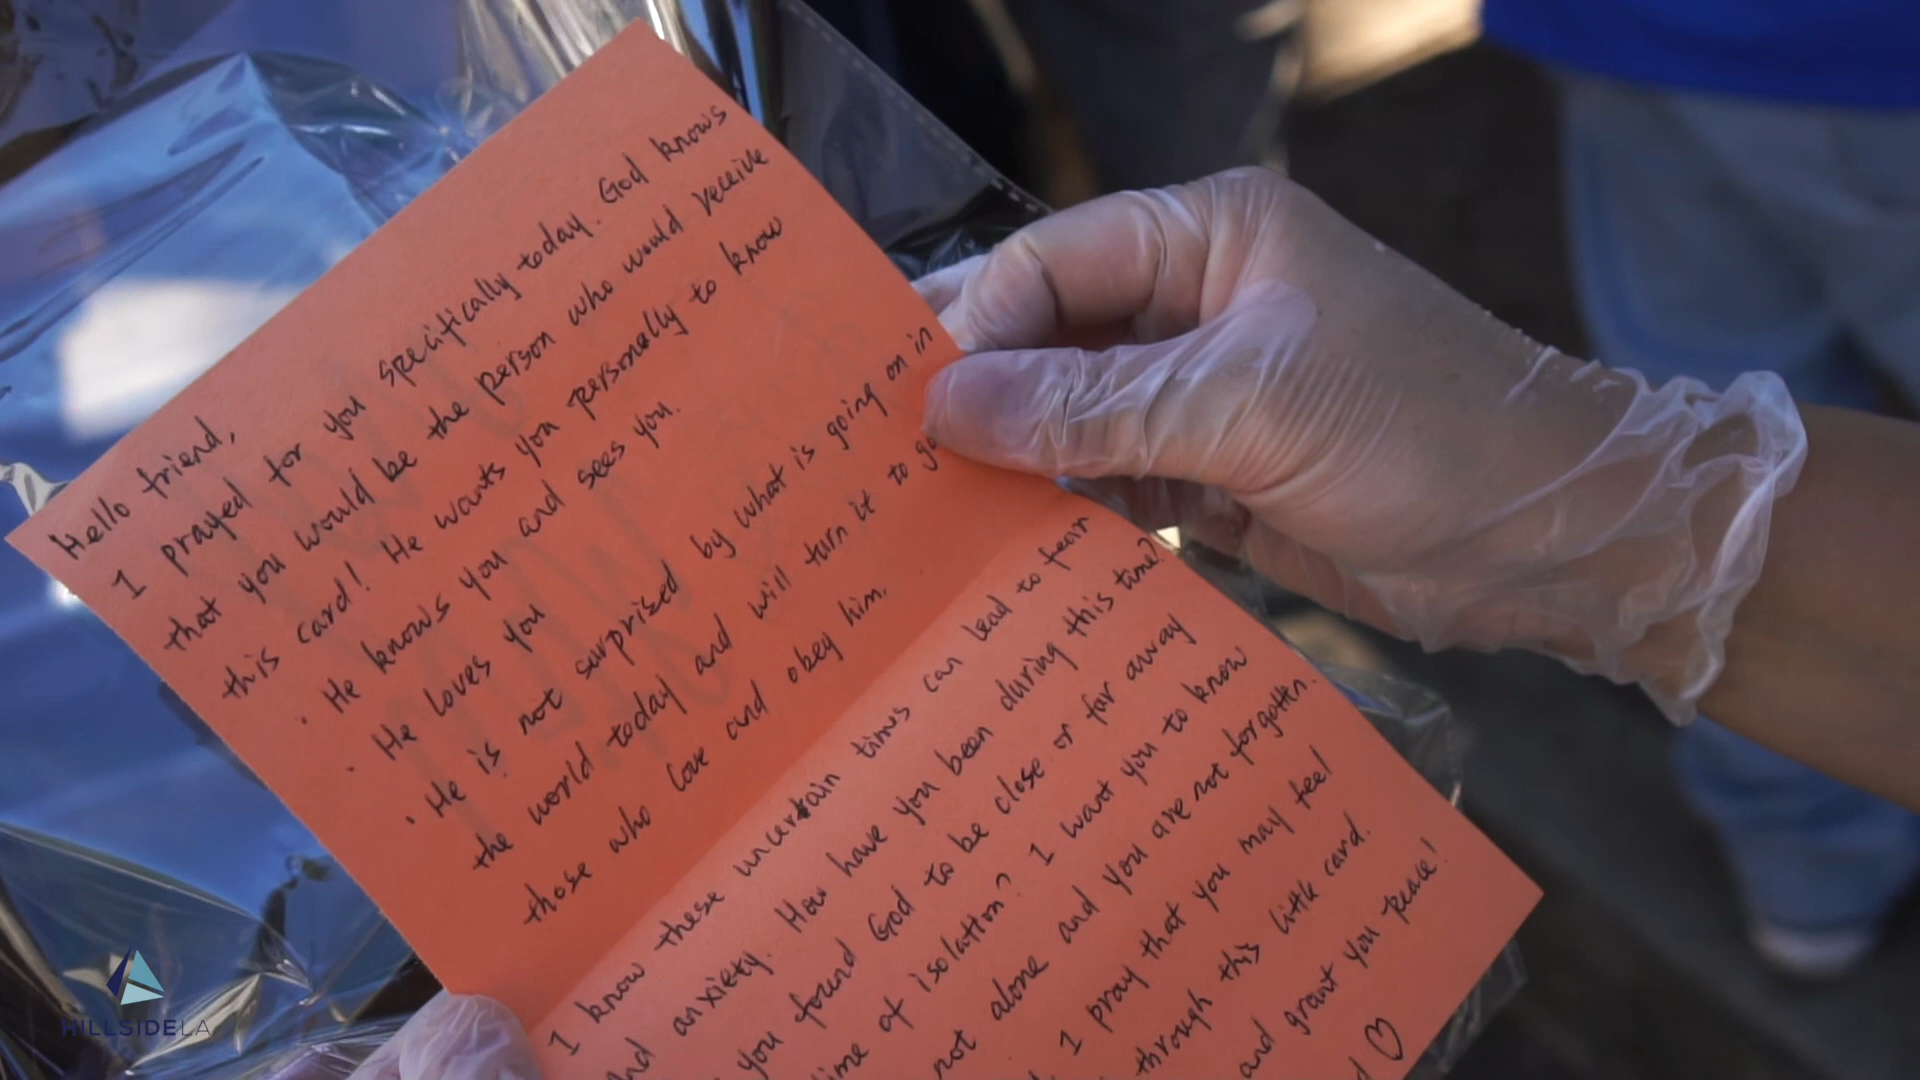 Hello friend,
I prayed for you specifically today. God knows
that you would be the person who would receive
this card! He wants you personally to know
· He knows you and sees you.
· He loves you
· He is not surprised by what is going on in
the world today and will turn it to
those who love and obey him.
I know these uncertain times can lead to fear
anxiety. How have you been during this time?
you found God to be close or far away
of isolation? I want you to know
not alone and you are not forgotten.
I pray that you may feel
through this little card.
and grant you peace!
♡
HILLSIDELA